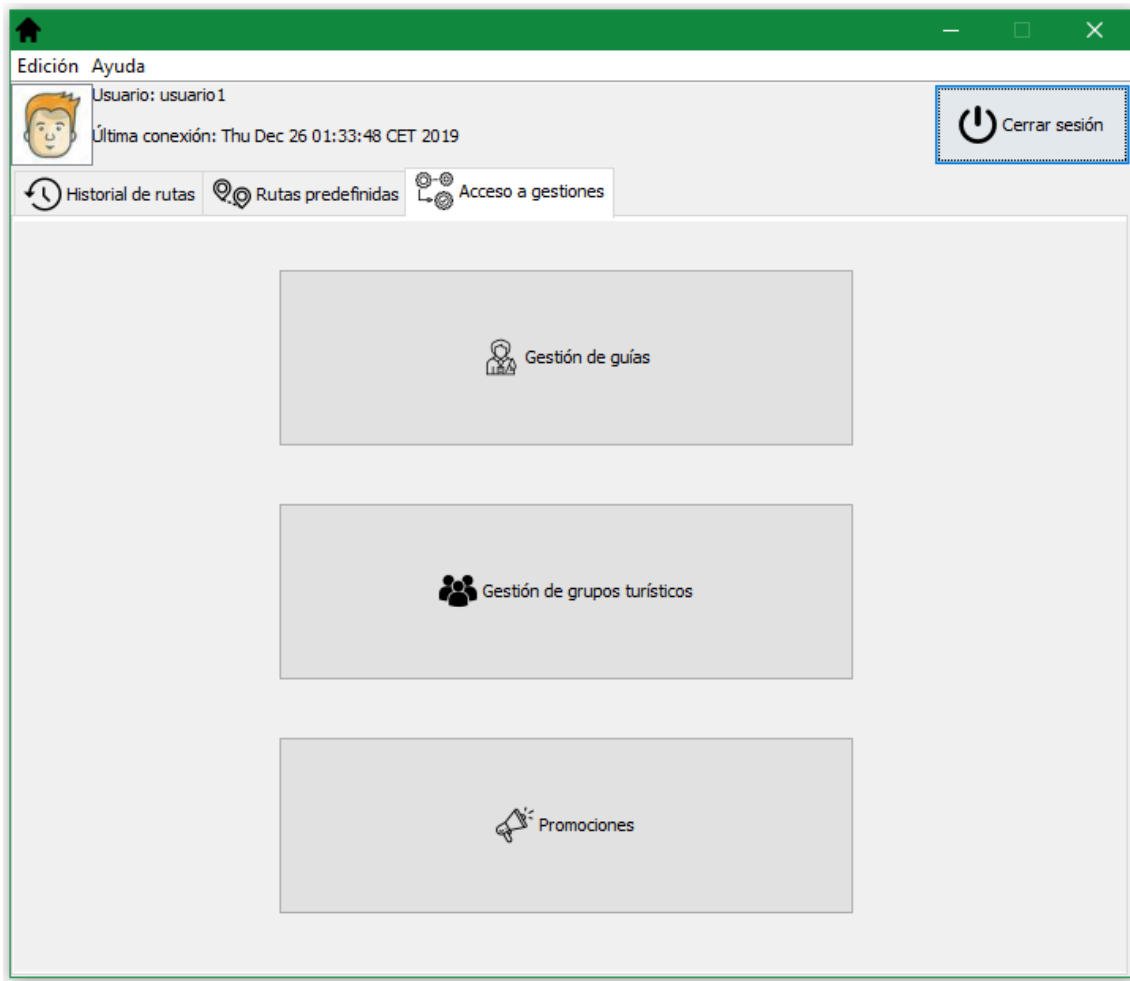 Edición Ayuda
Usuario: usuario1
Última conexión: Thu Dec 26 01:33:48 CET 2019
Cerrar sesión
Historial de rutas Rutas predefinidas Acceso a gestiones
Gestión de guías
Gestión de grupos turísticos
Promociones